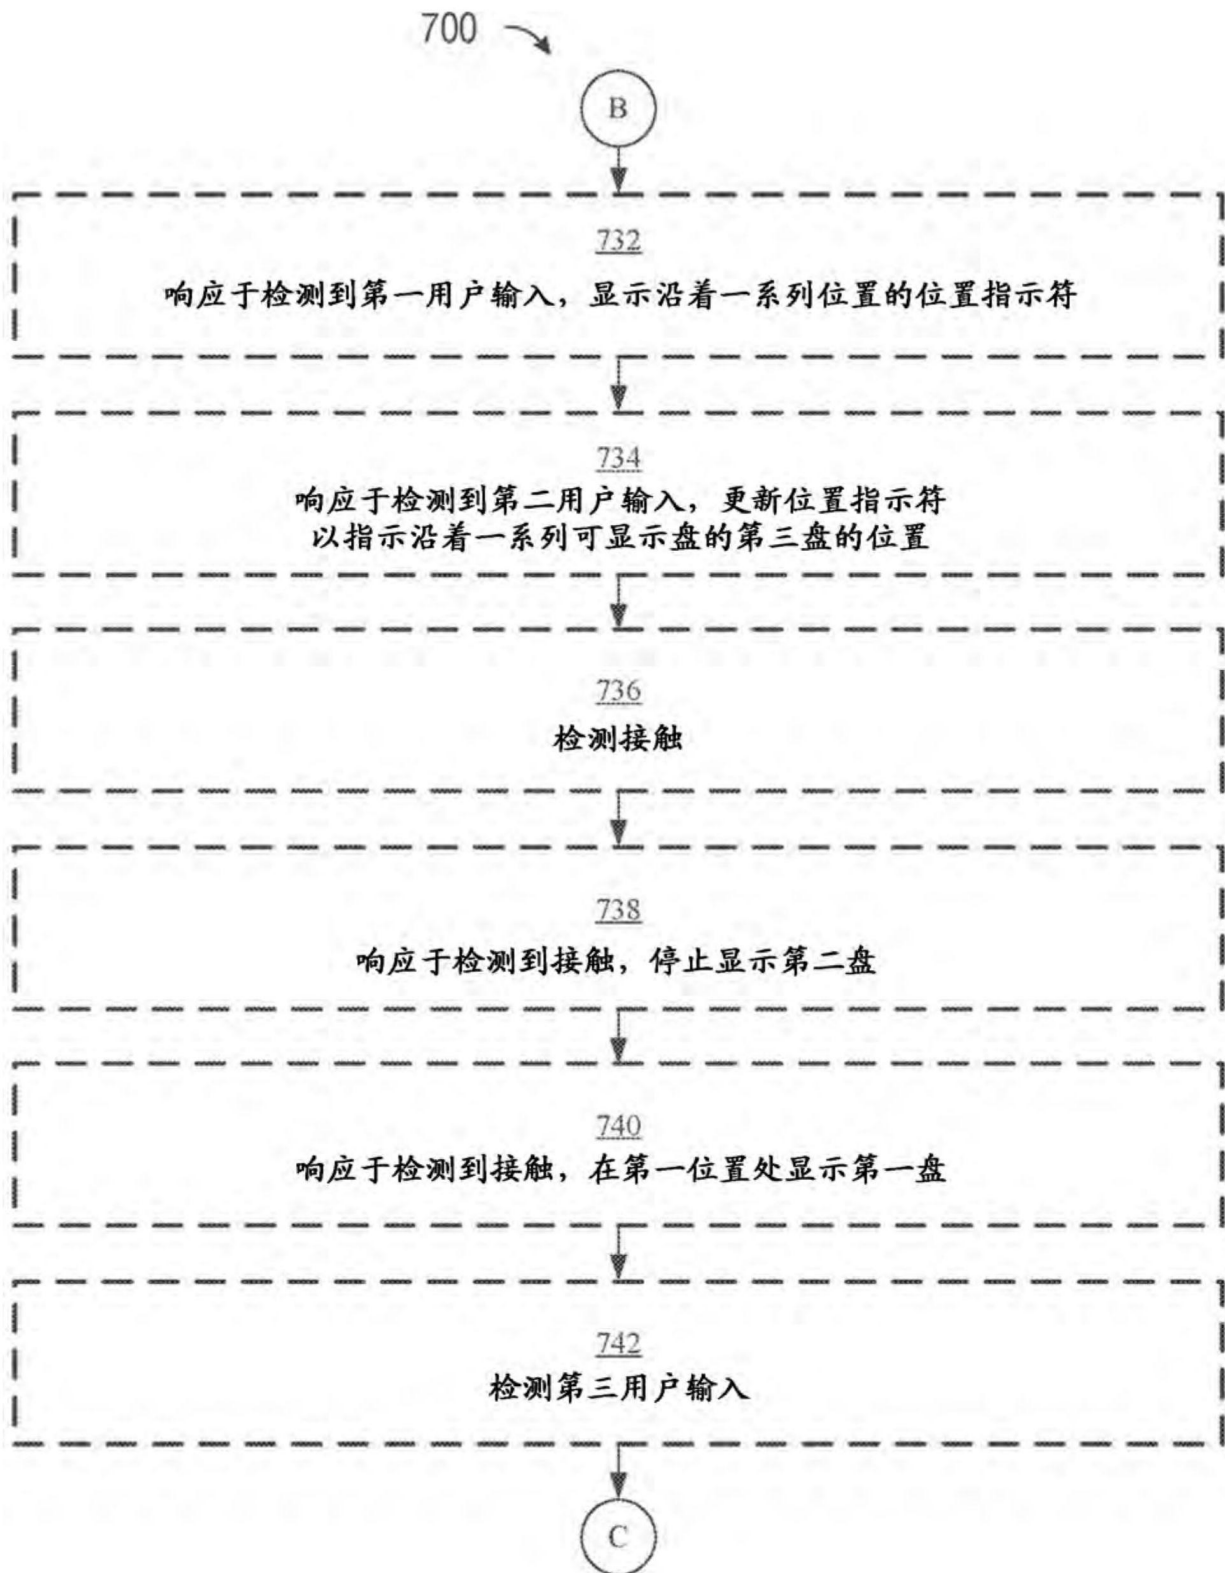 700
B
732
响应于检测到第一用户输入，显示沿着一系列位置的位置指示符
734
响应于检测到第二用户输入，更新位置指示符
以指示沿着一系列可显示盘的第三盘的位置
736
检测接触
738
响应于检测到接触，停止显示第二盘
740
响应于检测到接触，在第一位置处显示第一盘
742
检测第三用户输入
C